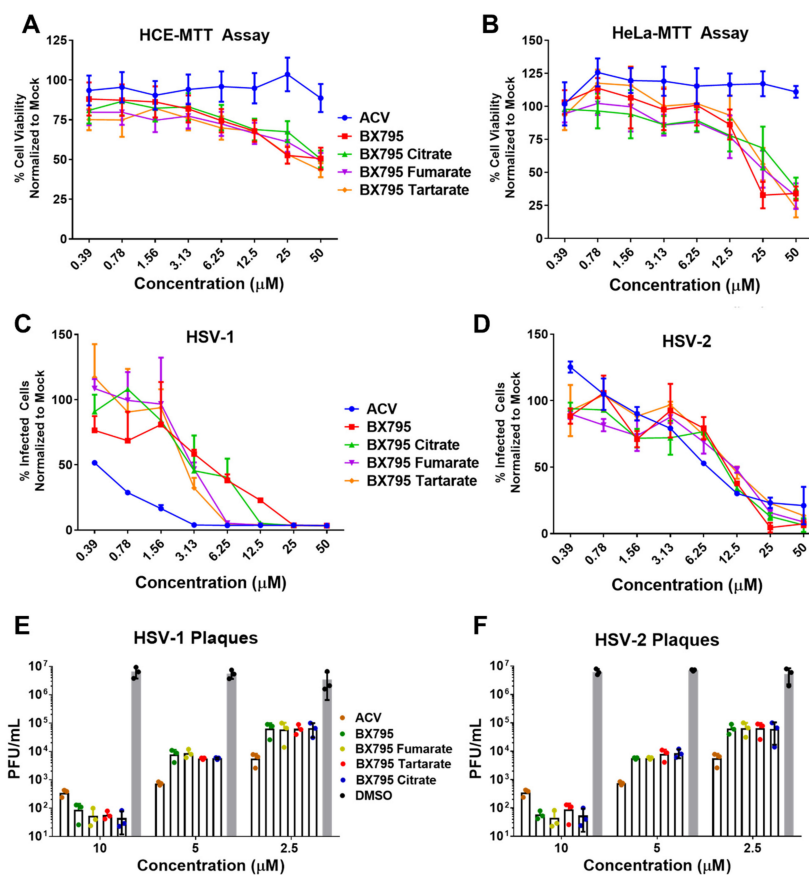 A
HCE-MTT Assay
% Cell Viability
Normalized to Mock
125
100
75
50
25
0
0.39
0.78
1.56
3.13
6.25
12.5
25
50
Concentration (μM)
ACV
BX795
BX795 Citrate
BX795 Fumarate
BX795 Tartarate
B
HeLa-MTT Assay
% Cell Viability
Normalized to Mock
150
125
100
75
50
25
0
0.39
0.78
1.56
3.13
6.25
12.5
25
50
Concentration (μM)
C
HSV-1
% Infected Cells
Normalized to Mock
150
100
50
0
0.39
0.78
1.56
3.13
6.25
12.5
25
50
Concentration (μM)
ACV
BX795
BX795 Citrate
BX795 Fumarate
BX795 Tartarate
D
HSV-2
% Infected Cells
Normalized to Mock
150
100
50
0
0.39
0.78
1.56
3.13
6.25
12.5
25
50
Concentration (μM)
E
HSV-1 Plaques
PFU/mL
10⁷
10⁶
10⁵
10⁴
10³
10²
10¹
10
5
2.5
Concentration (μM)
ACV
BX795
BX795 Fumarate
BX795 Tartarate
BX795 Citrate
DMSO
F
HSV-2 Plaques
PFU/mL
10⁷
10⁶
10⁵
10⁴
10³
10²
10¹
10
5
2.5
Concentration (μM)